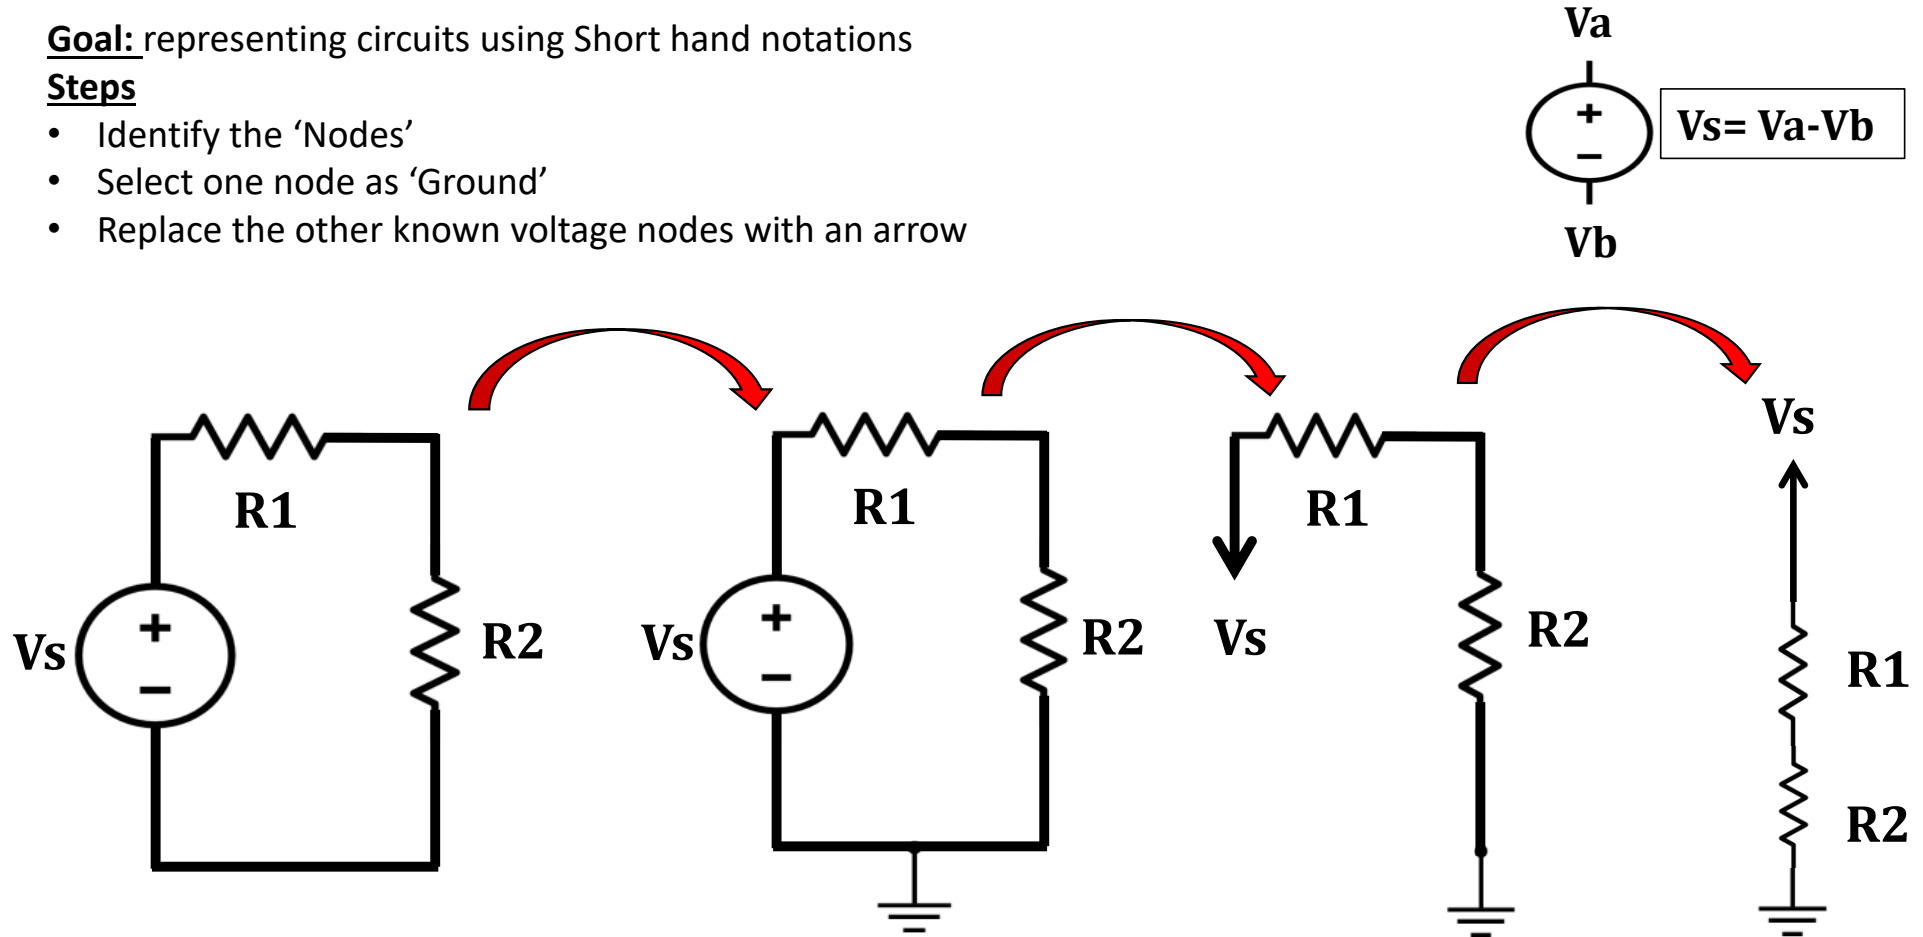 Goal: representing circuits using Short hand notations
Steps
• Identify the ‘Nodes’
• Select one node as ‘Ground’
• Replace the other known voltage nodes with an arrow
Va
+
−
Vs= Va-Vb
Vb
R1
Vs
+
−
R2
R1
Vs
+
−
R2
R1
Vs
R2
Vs
R1
R2